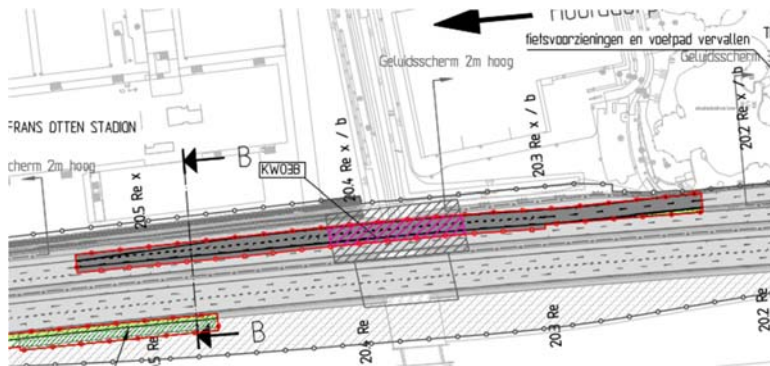 fietsvoorzieningen en voetpad vervallen
Geluidsscherm 2m hoog
Geluidsscherm
T
FRANS OTTEN STADION
scherm 2m hoog
B
KW03B
20.5 Re x
20.4 Re x / b
20.3 Re x / b
20.2 Re x / b
B
20.4 Re
20.3 Re
20.2 Re